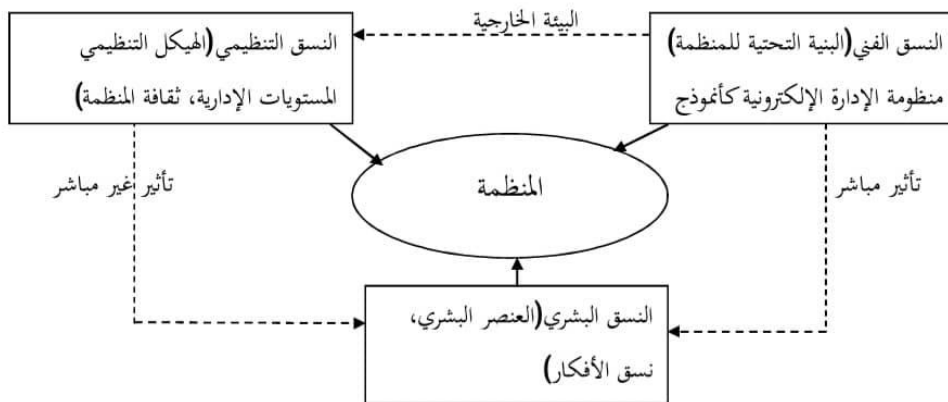 البيئة الخارجية
النسق الفني(البنية التحتية للمنظمة)
منظومة الإدارة الإلكترونية كأنموذج
النسق التنظيمي(الهيكل التنظيمي
المستويات الإدارية، ثقافة المنظمة)
تأثير مباشر
المنظمة
تأثير غير مباشر
النسق البشري(العنصر البشري،
نسق الأفكار)